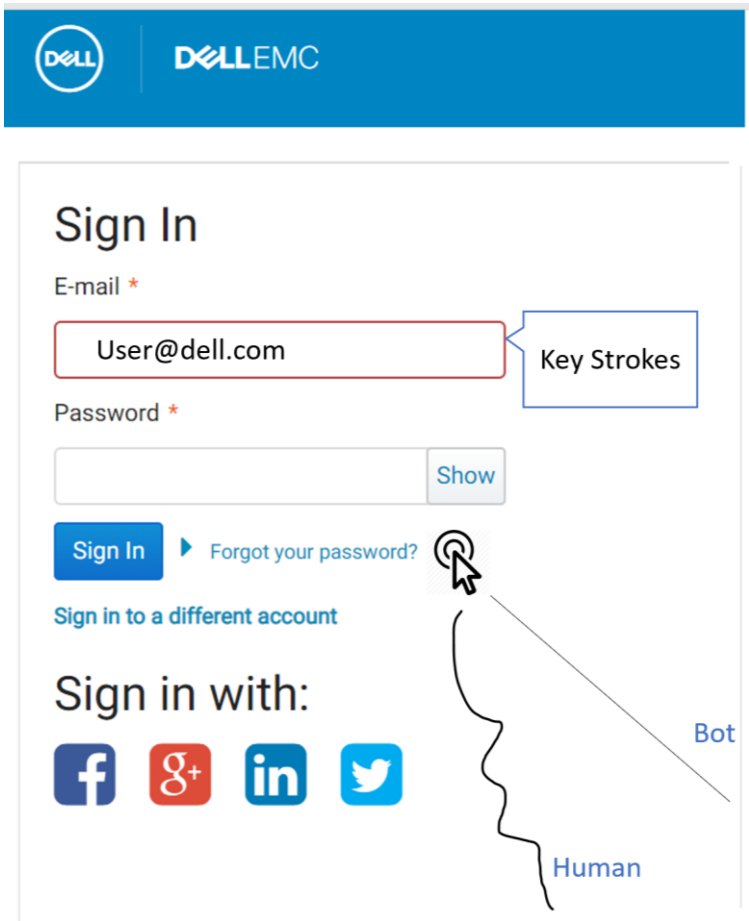 DELL
DELLEMC
Sign In
E-mail *
User@dell.com
Key Strokes
Password *
Show
Sign In
Forgot your password?
Sign in to a different account
Sign in with:
f
g+
in
Bot
Human